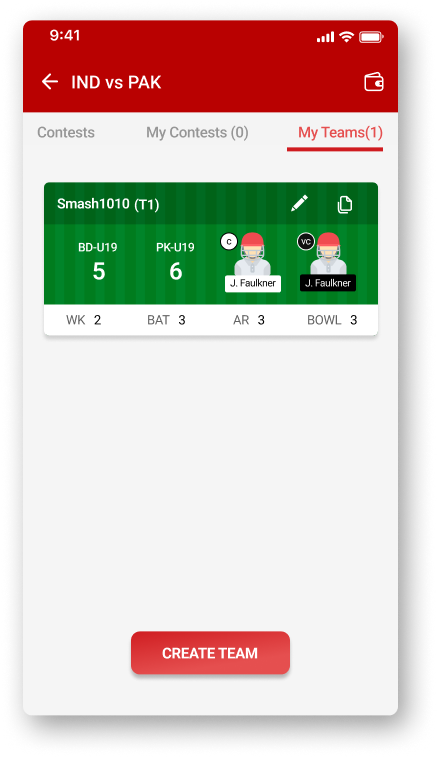 9:41
IND vs PAK
Contests My Contests (0) My Teams(1)
Smash1010 (T1)
BD-U19 PK-U19 C VC
5 6
J. Faulkner J. Faulkner
WK 2 BAT 3 AR 3 BOWL 3
CREATE TEAM